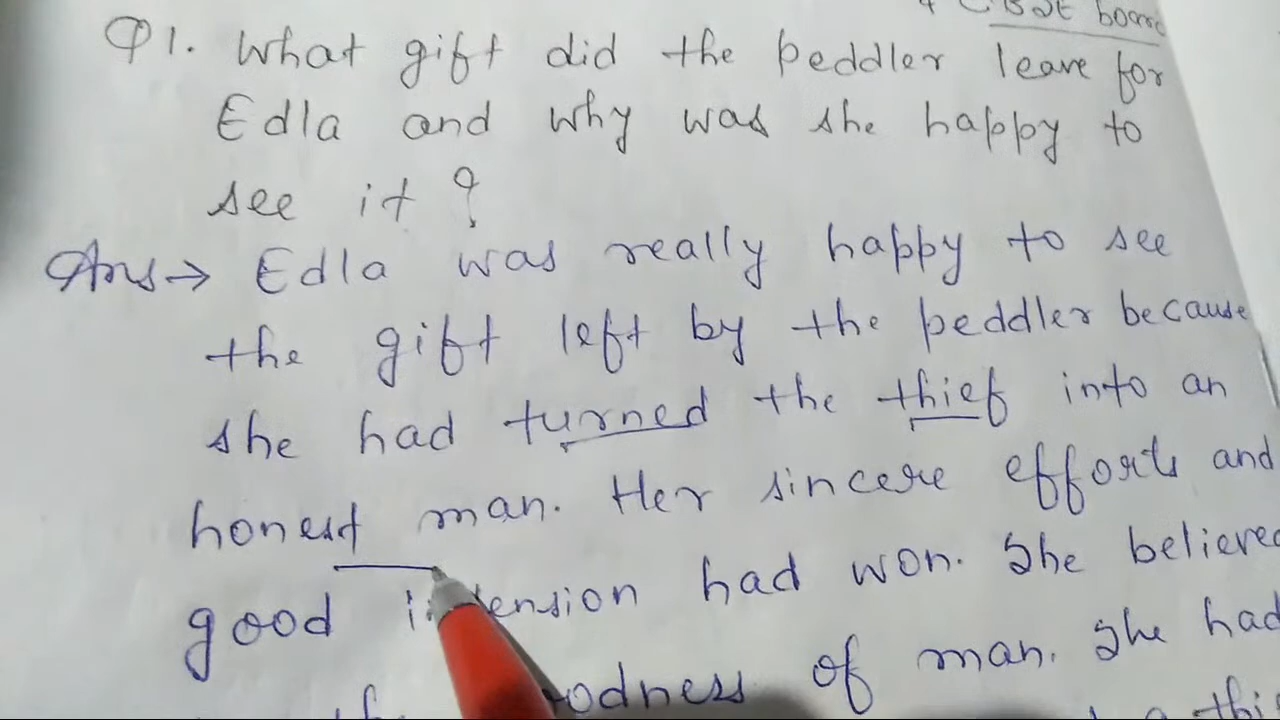 CBSE board
Q1. What gift did the peddler leave for
Edla and why was she happy to
see it?
Ans→ Edla was really happy to see
the gift left by the peddler because
she had turned the thief into an
honest man. Her sincere efforts and
good had won. She believed
of man. She had